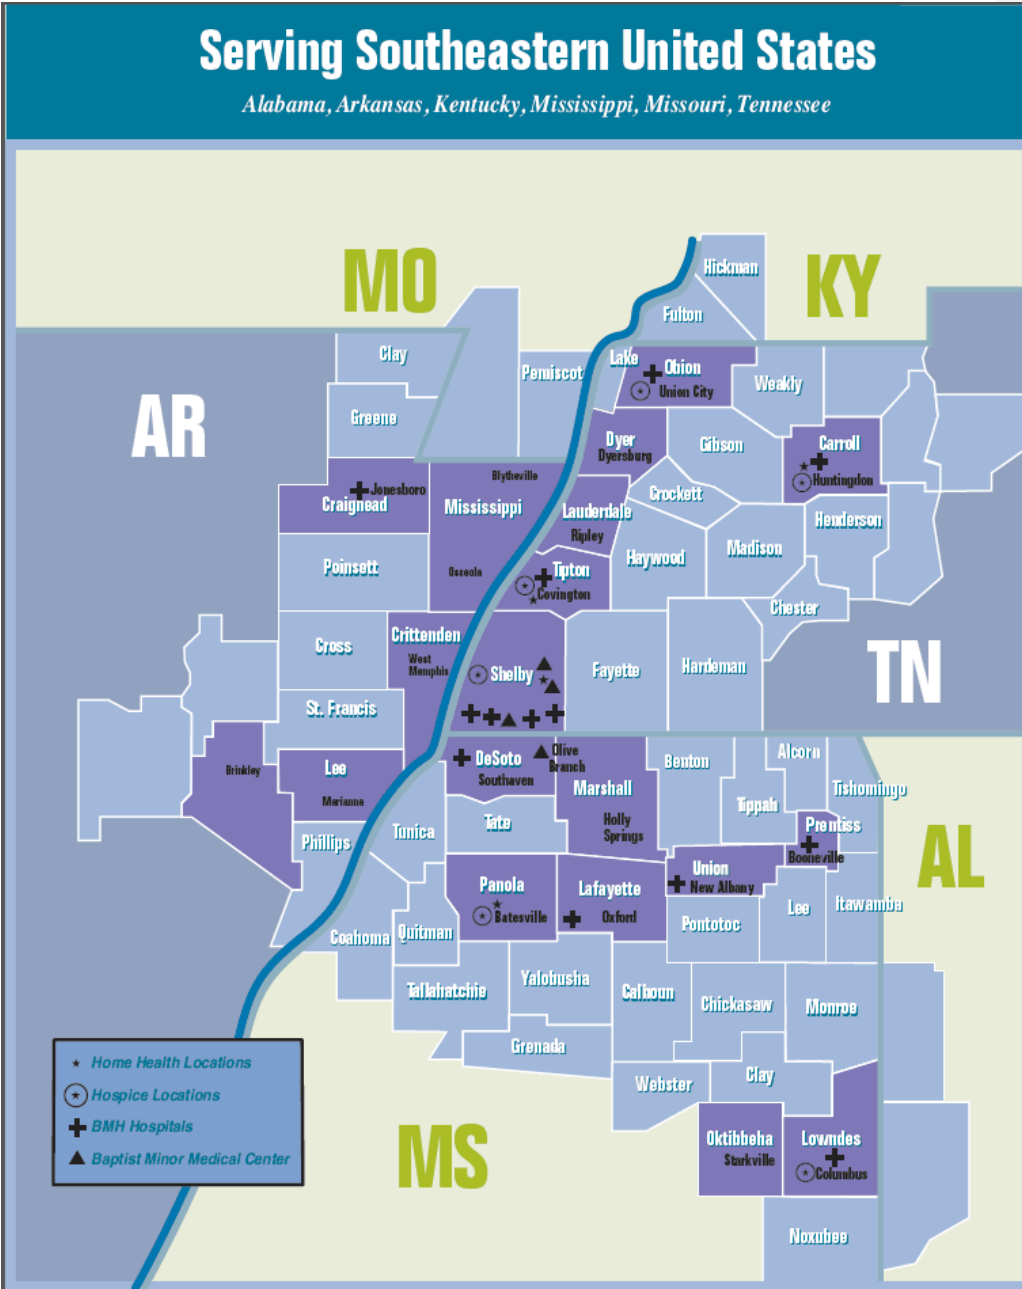 Serving Southeastern United States
Alabama, Arkansas, Kentucky, Mississippi, Missouri, Tennessee
MO
KY
Hickman
Fulton
Clay
Pemiscot
Lake
Obion
Union City
Weakly
AR
Greene
Dyer
Dyersburg
Gibson
Carroll
Huntingdon
Jonesboro
Craighead
Blytheville
Mississippi
Osceola
Lauderdale
Ripley
Crockett
Henderson
Poinsett
Tipton
Covington
Haywood
Madison
Chester
Cross
Crittenden
West
Memphis
Shelby
Fayette
Hardeman
TN
St. Francis
Brinkley
Lee
Marianna
DeSoto
Southaven
Olive
Branch
Marshall
Holly
Springs
Benton
Alcorn
Tippah
Tishomingo
Prentiss
Booneville
AL
Phillips
Tunica
Tate
Union
New Albany
Panola
Batesville
Lafayette
Oxford
Pontotoc
Lee
Itawamba
Coahoma
Quitman
Tallahatchie
Yalobusha
Calhoun
Chickasaw
Monroe
Grenada
Webster
Clay
Oktibbeha
Starkville
Lowndes
Columbus
Noxubee
MS
Home Health Locations
Hospice Locations
BMH Hospitals
Baptist Minor Medical Center